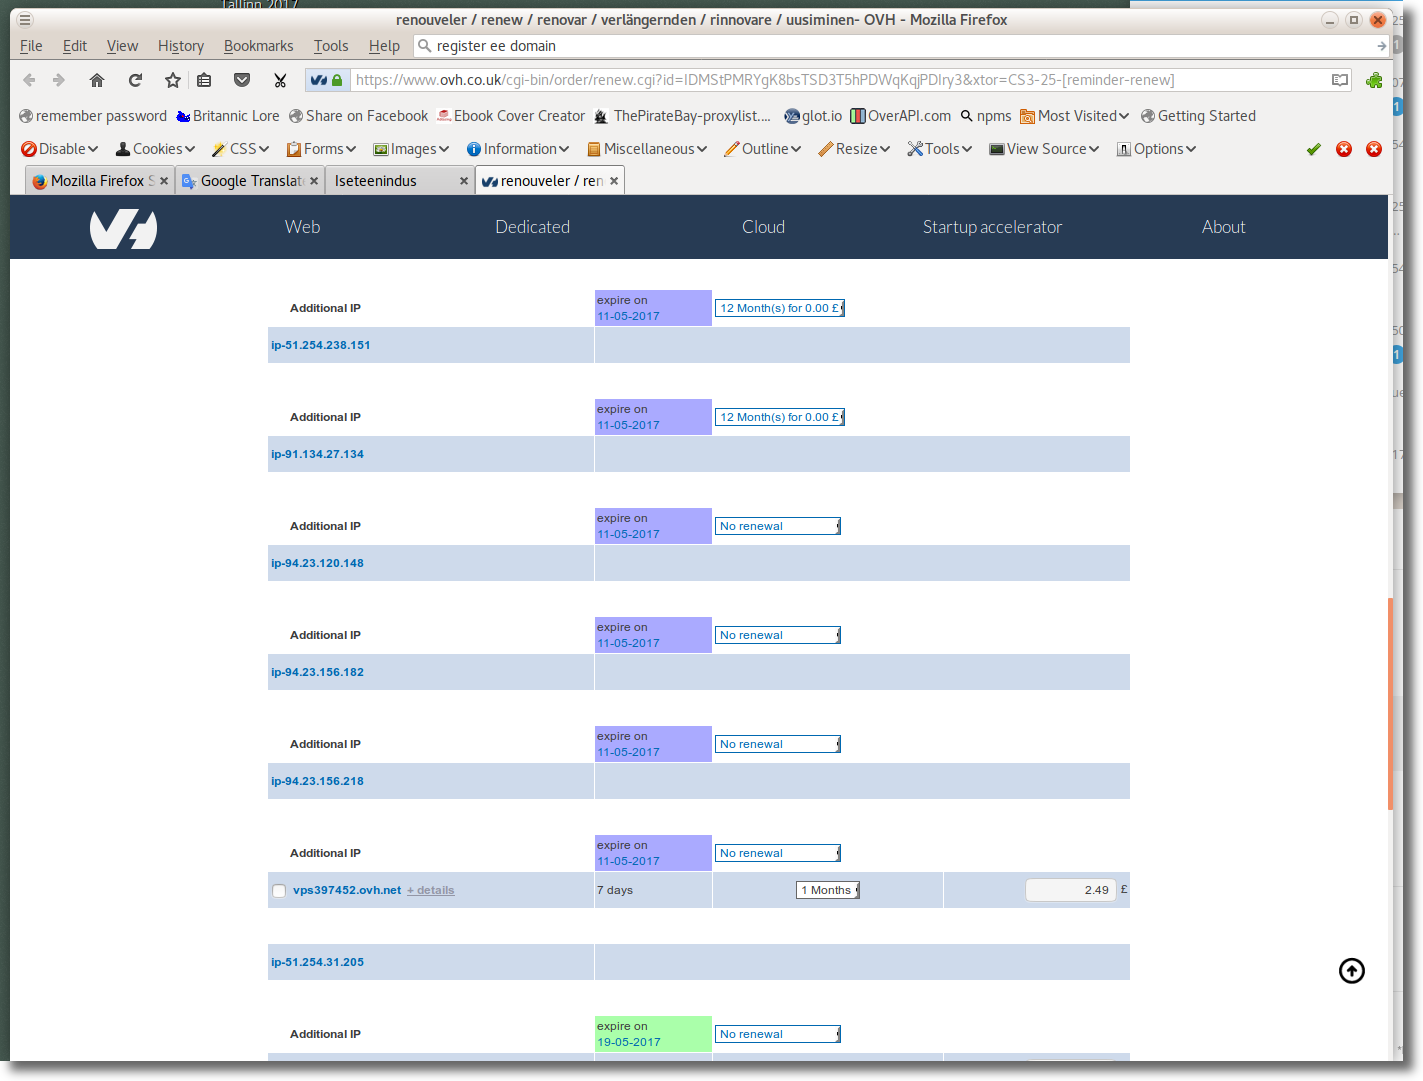 Tallinn 2017
renouveler / renew / renovar / verlängernden / rinnovare / uusiminen- OVH - Mozilla Firefox
File Edit View History Bookmarks Tools Help register ee domain
https://www.ovh.co.uk/cgi-bin/order/renew.cgi?id=IDMStPMRYgK8bsTSD3T5hPDWqKqjPDIry3&xtor=CS3-25-[reminder-renew]
remember password Britannic Lore Share on Facebook Ebook Cover Creator ThePirateBay-proxylist.... glot.io OverAPI.com npms Most Visited Getting Started
Disable Cookies CSS Forms Images Information Miscellaneous Outline Resize Tools View Source Options
Mozilla Firefox S Google Translat Iseteenindus renouveler / ren
Web Dedicated Cloud Startup accelerator About
Additional IP expire on 12 Month(s) for 0.00 £
11-05-2017
ip-51.254.238.151
Additional IP expire on 12 Month(s) for 0.00 £
11-05-2017
ip-91.134.27.134
Additional IP expire on No renewal
11-05-2017
ip-94.23.120.148
Additional IP expire on No renewal
11-05-2017
ip-94.23.156.182
Additional IP expire on No renewal
11-05-2017
ip-94.23.156.218
Additional IP expire on No renewal
11-05-2017
vps397452.ovh.net + details 7 days 1 Months 2.49 £
ip-51.254.31.205
Additional IP expire on No renewal
19-05-2017